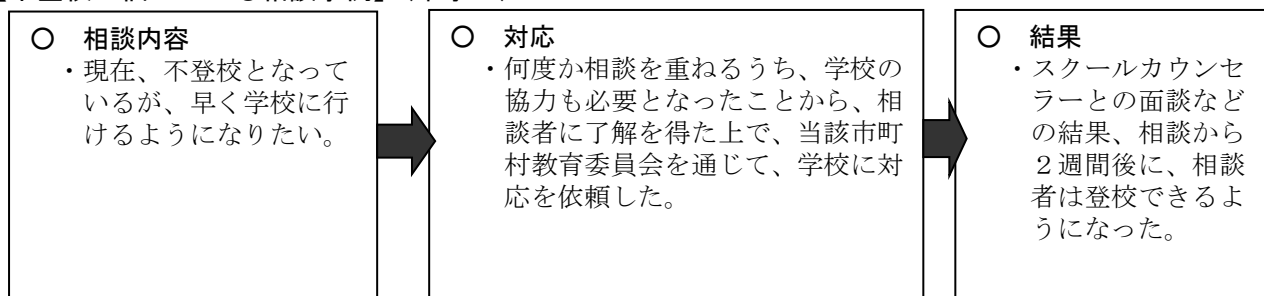 〇 相談内容
・現在、不登校となって
いるが、早く学校に行
けるようになりたい。
〇 対応
・何度か相談を重ねるうち、学校の
協力も必要となったことから、相
談者に了解を得た上で、当該市町
村教育委員会を通じて、学校に対
応を依頼した。
〇 結果
・スクールカウンセ
ラーとの面談など
の結果、相談から
２週間後に、相談
者は登校できるよ
うになった。